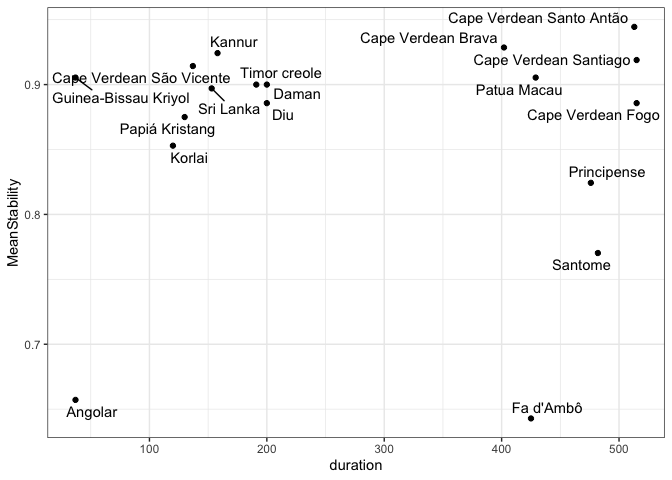 Cape Verdean Santo Antão
Cape Verdean Brava
Kannur
Cape Verdean Santiago
Timor creole
Cape Verdean São Vicente
Patua Macau
Guinea-Bissau Kriyol
Daman
Sri Lanka
Diu
Cape Verdean Fogo
Papiá Kristang
Korlai
Principense
Santome
Fa d'Ambô
Angolar
0.9
0.8
0.7
MeanStability
100 200 300 400 500
duration